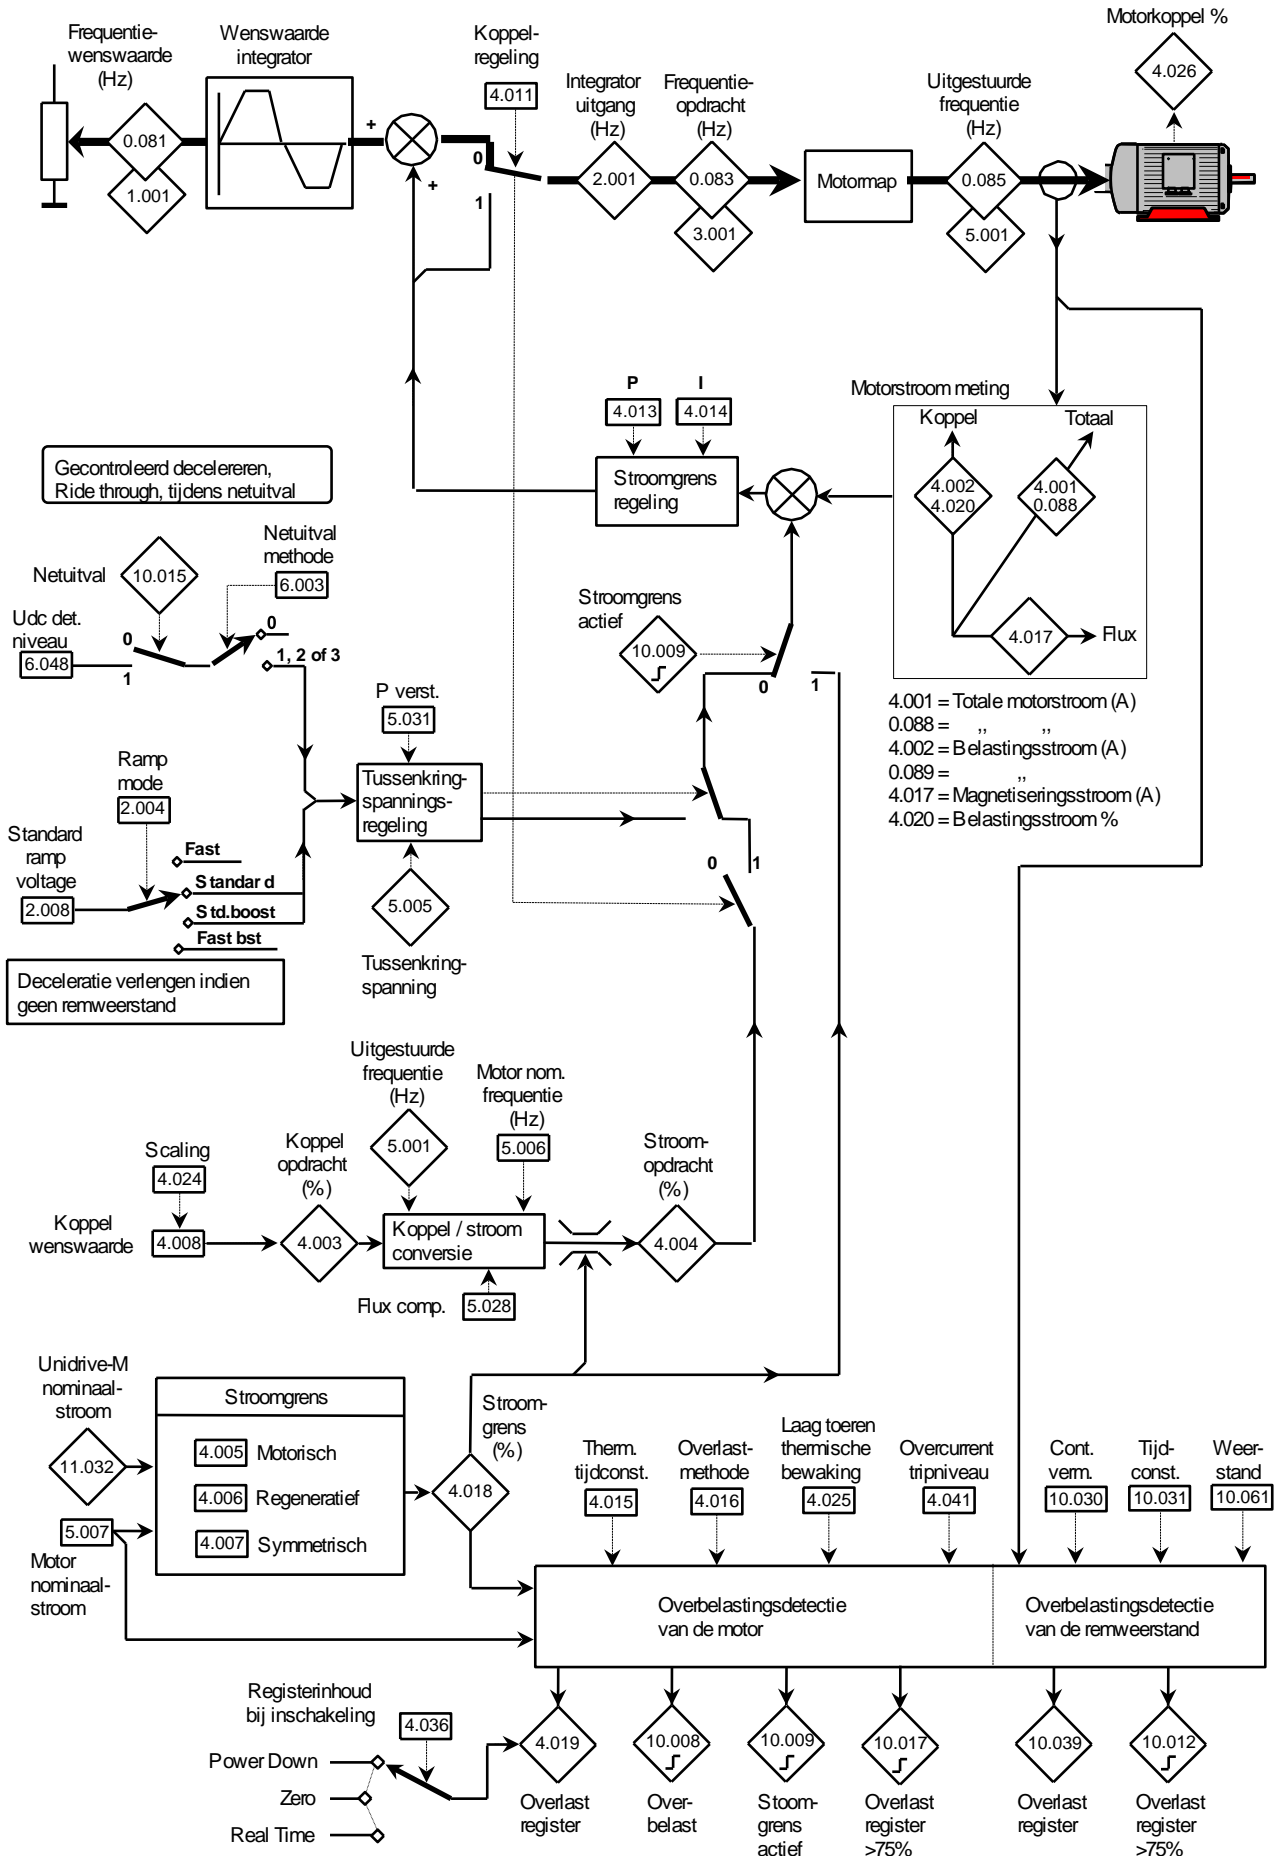 Motorkoppel %
4.026
Frequentie-
wenswaarde
(Hz)
0.081
1.001
Wenswaarde
integrator
+
+
Koppel-
regeling
4.011
0
1
Integrator
uitgang
(Hz)
2.001
Frequentie-
opdracht
(Hz)
0.083
3.001
Motormap
Uitgestuurde
frequentie
(Hz)
0.085
5.001
P
4.013
I
4.014
Stroomgrens
regeling
Motorstroom meting
Koppel
Totaal
4.002
4.020
4.001
0.088
4.017
Flux
4.001 = Totale motorstroom (A)
0.088 = ,, ,,
4.002 = Belastingsstroom (A)
0.089 = ,,
4.017 = Magnetiseringsstroom (A)
4.020 = Belastingsstroom %
Gecontroleerd decelereren,
Ride through, tijdens netuitval
Netuitval
10.015
Netuitval
methode
6.003
Udc det.
niveau
6.048
0
1
0
1, 2 of 3
Stroomgrens
actief
10.009
0
1
P verst.
5.031
Tussenkring-
spannings-
regeling
5.005
Tussenkring-
spanning
0
1
Ramp
mode
2.004
Standard
ramp
voltage
2.008
Fast
Standard
Std.boost
Fast bst
Deceleratie verlengen indien
geen remweerstand
Uitgestuurde
frequentie
(Hz)
5.001
Motor nom.
frequentie
(Hz)
5.006
Scaling
4.024
Koppel
wenswaarde
4.008
Koppel
opdracht
(%)
4.003
Koppel / stroom
conversie
Flux comp.
5.028
Stroom-
opdracht
(%)
4.004
Unidrive-M
nominaal-
stroom
11.032
5.007
Motor
nominaal-
stroom
Stroomgrens
4.005 Motorisch
4.006 Regeneratief
4.007 Symmetrisch
Stroom-
grens
(%)
4.018
Therm.
tijdconst.
4.015
Overlast-
methode
4.016
Laag toeren
thermische
bewaking
4.025
Overcurrent
tripniveau
4.041
Cont.
verm.
10.030
Tijd-
const.
10.031
Weer-
stand
10.061
Overbelastingsdetectie
van de motor
Overbelastingsdetectie
van de remweerstand
Registerinhoud
bij inschakeling
4.036
Power Down
Zero
Real Time
4.019
Overlast
register
10.008
Over-
belast
10.009
Stoom-
grens
actief
10.017
Overlast
register
>75%
10.039
Overlast
register
10.012
Overlast
register
>75%